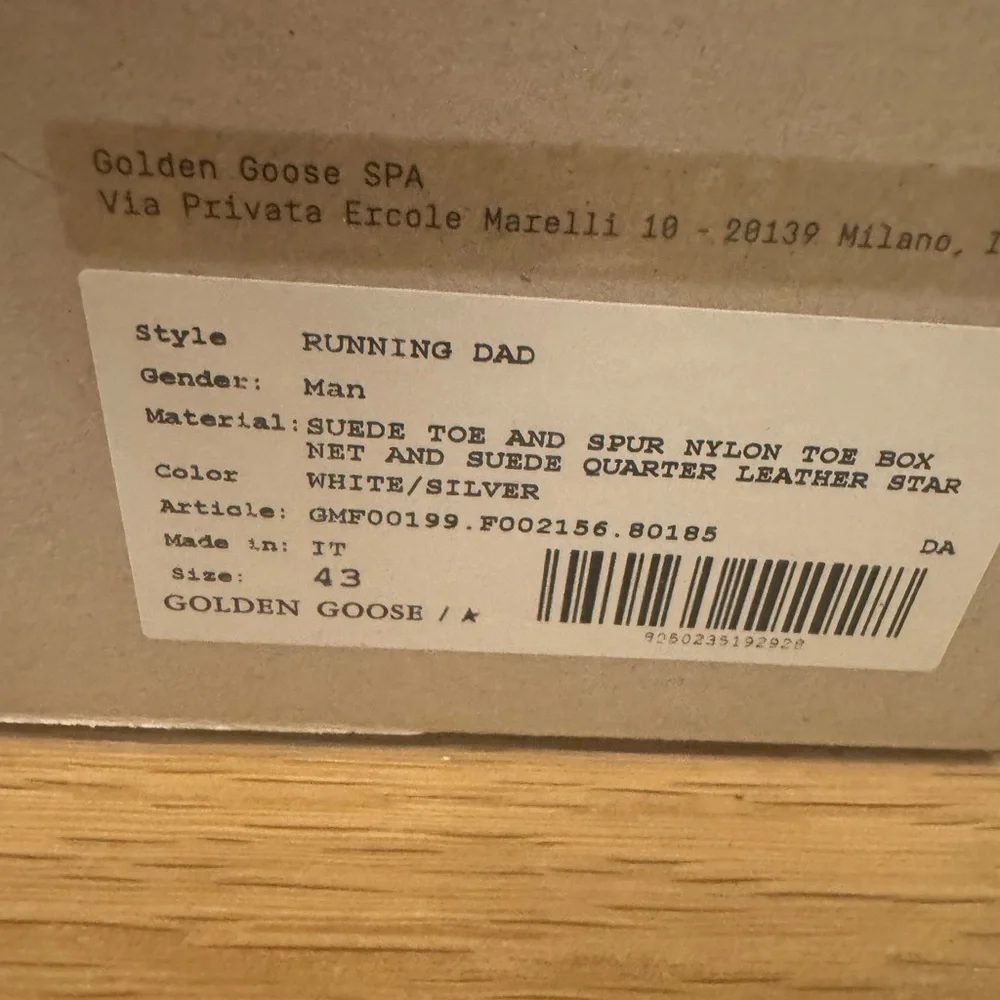 Golden Goose SPA
Via Privata Ercole Marelli 10 - 20139 Milano, I
Style RUNNING DAD
Gender: Man
Material: SUEDE TOE AND SPUR NYLON TOE BOX
NET AND SUEDE QUARTER LEATHER STAR
Color WHITE/SILVER
Article: GMF00199.F002156.80185
DA
Made in: IT
Size: 43
GOLDEN GOOSE / ★